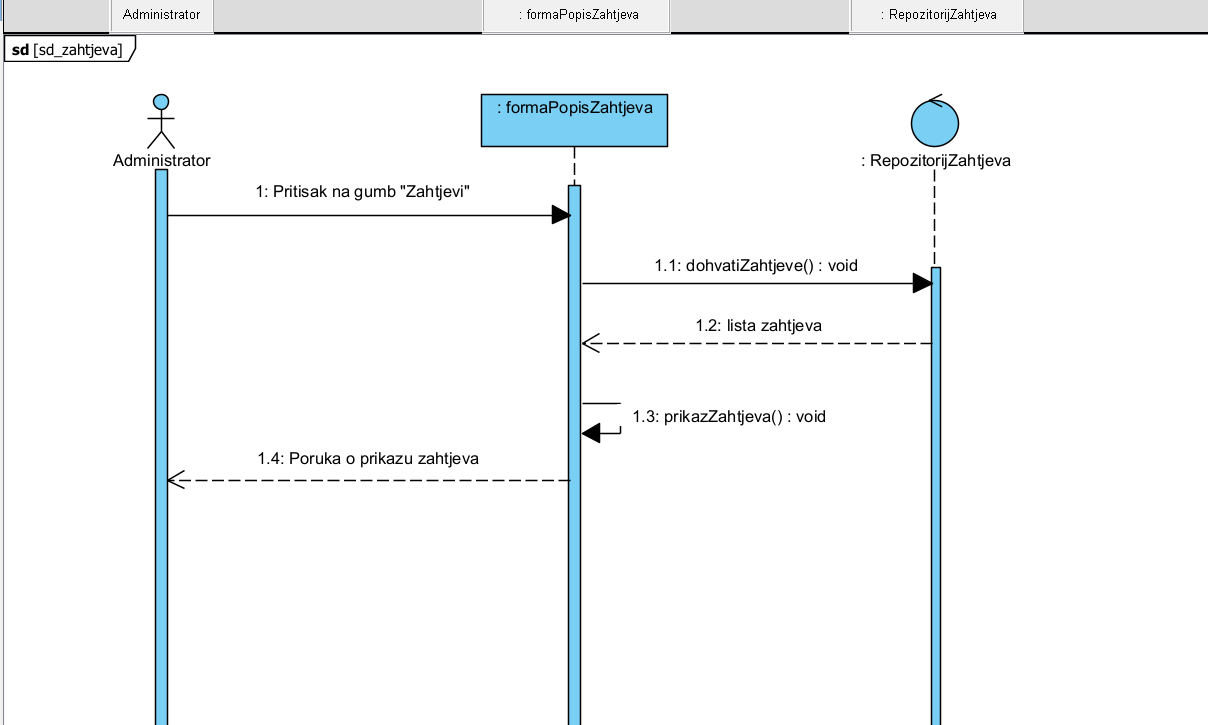 Administrator
: formaPopisZahtjeva
: RepozitorijZahtjeva
sd [sd_zahtjeva]
: formaPopisZahtjeva
Administrator
: RepozitorijZahtjeva
1: Pritisak na gumb "Zahtjevi"
1.1: dohvatiZahtjeve() : void
1.2: lista zahtjeva
1.3: prikazZahtjeva() : void
1.4: Poruka o prikazu zahtjeva